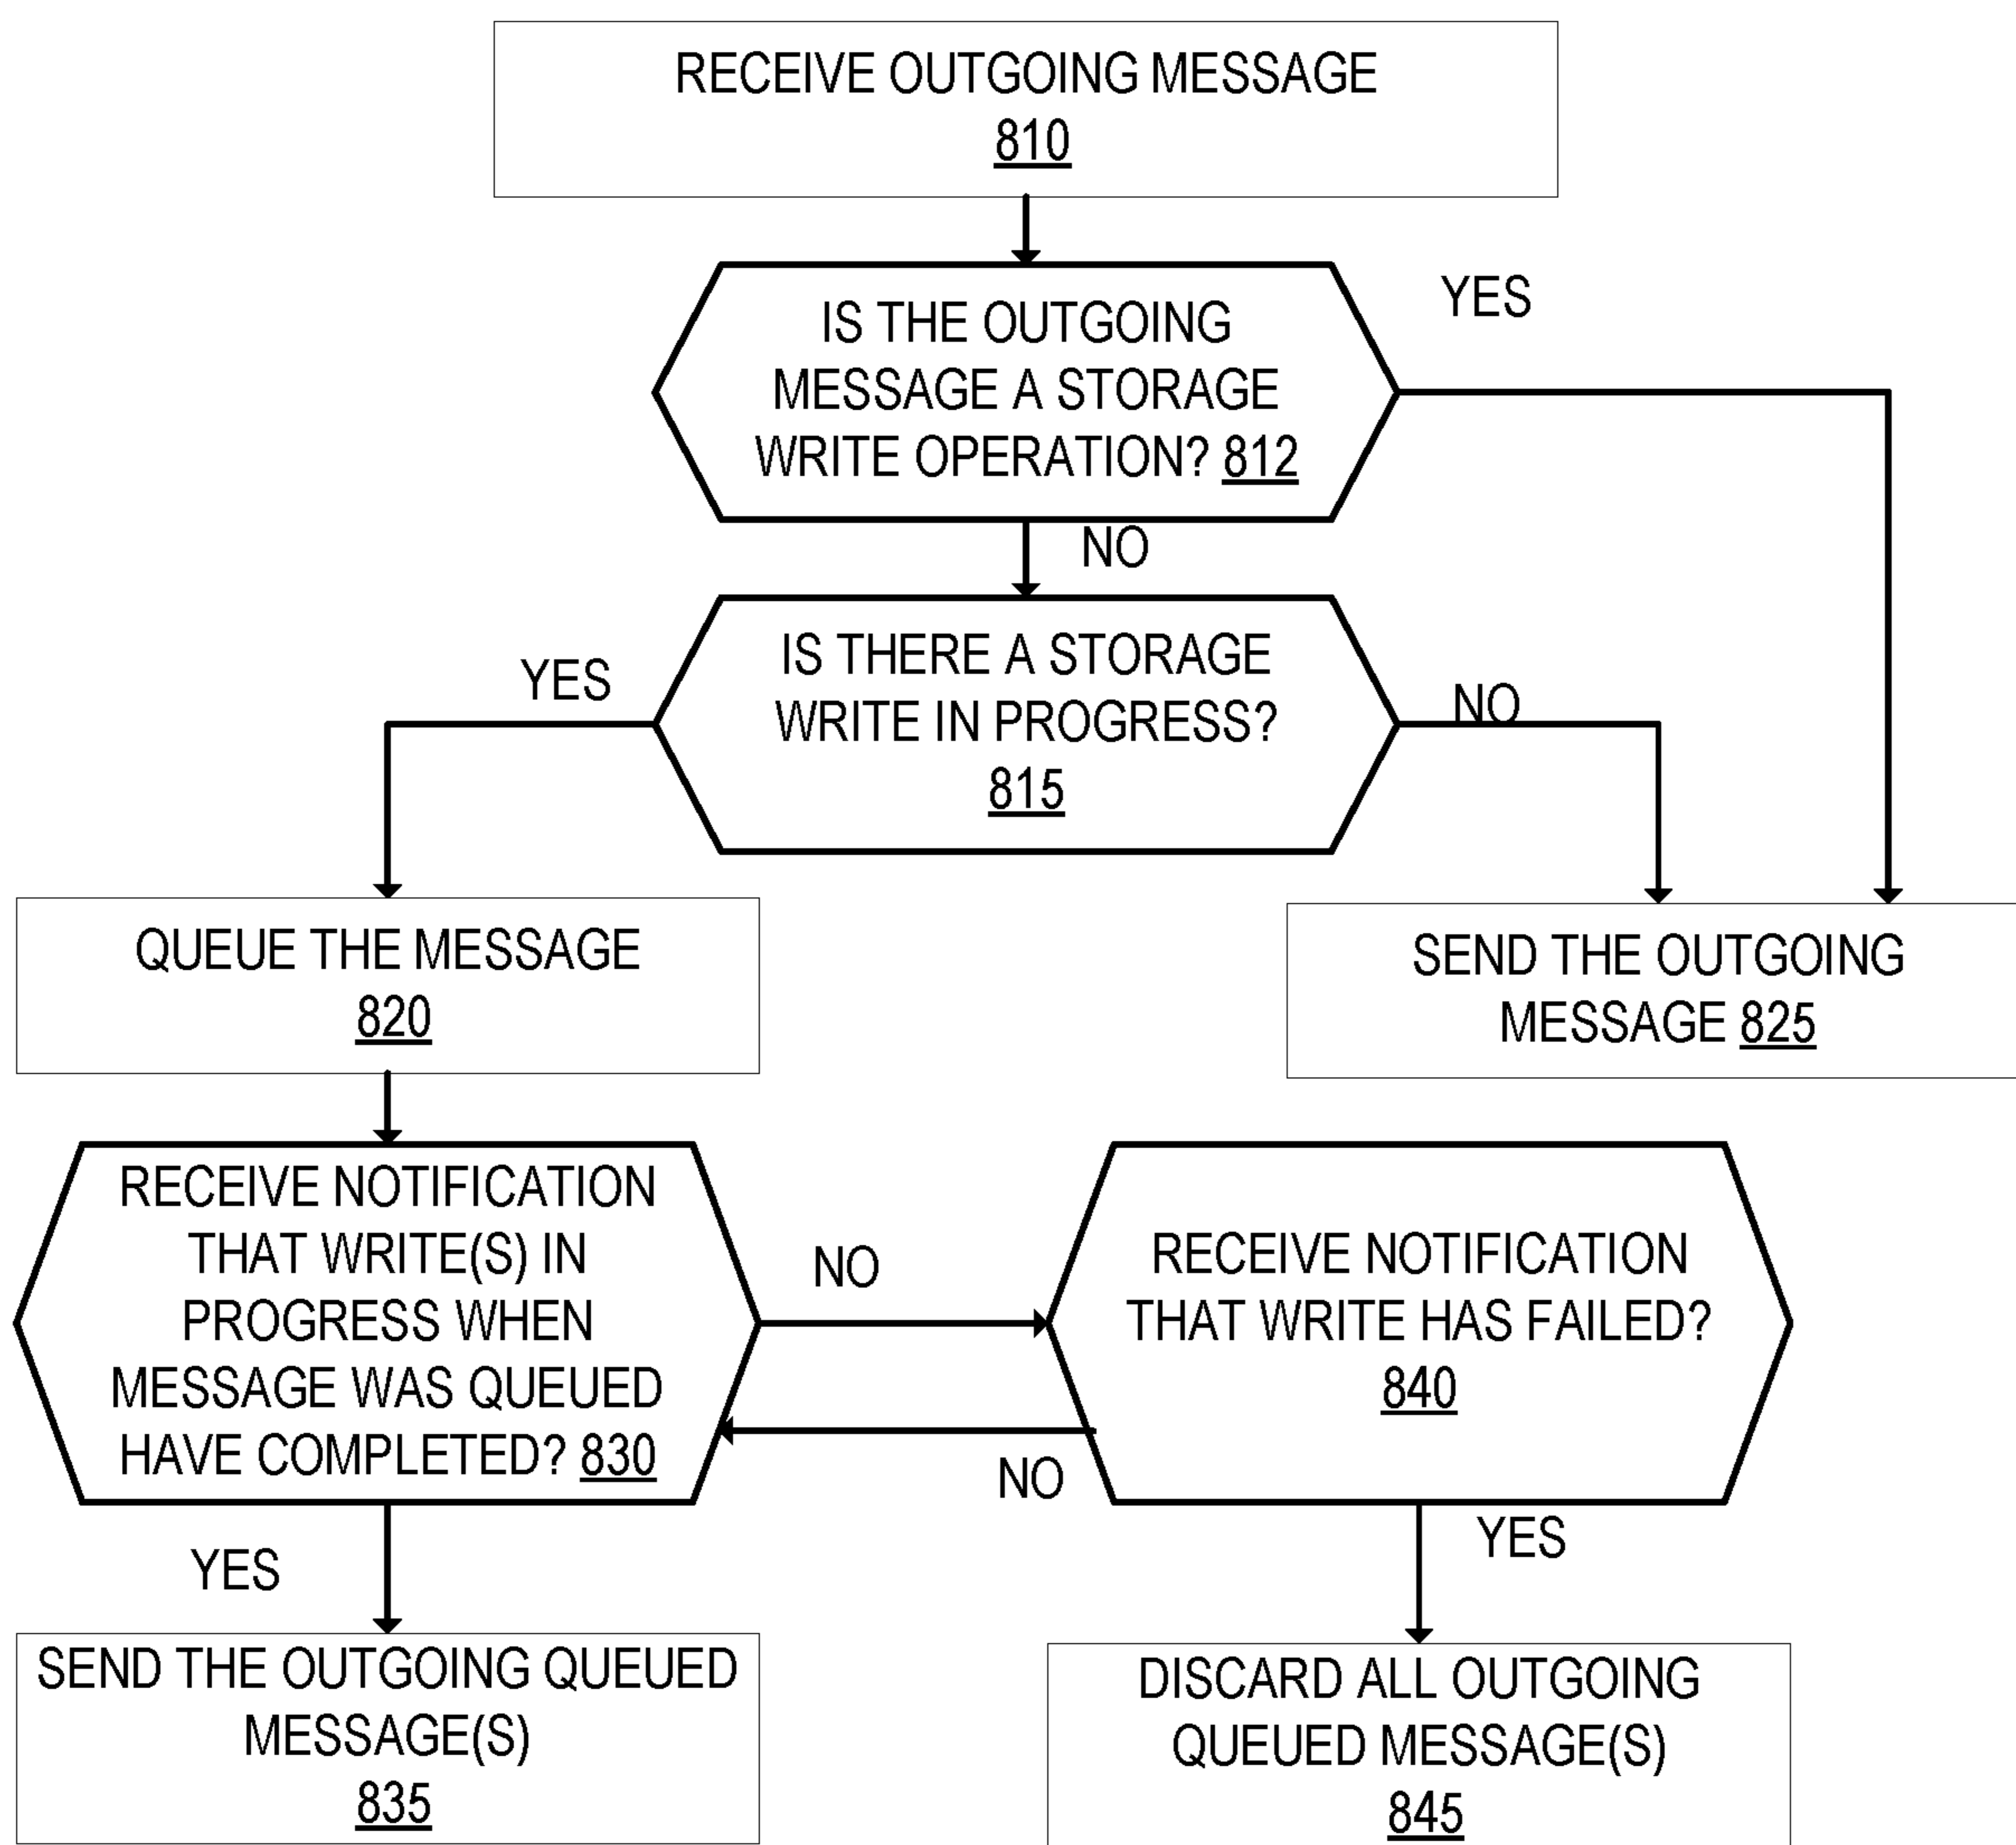 RECEIVE OUTGOING MESSAGE
810
IS THE OUTGOING
MESSAGE A STORAGE
WRITE OPERATION? 812
YES
NO
IS THERE A STORAGE
WRITE IN PROGRESS?
815
YES
NO
QUEUE THE MESSAGE
820
SEND THE OUTGOING
MESSAGE 825
RECEIVE NOTIFICATION
THAT WRITE(S) IN
PROGRESS WHEN
MESSAGE WAS QUEUED
HAVE COMPLETED? 830
NO
RECEIVE NOTIFICATION
THAT WRITE HAS FAILED?
840
NO
YES
YES
SEND THE OUTGOING QUEUED
MESSAGE(S)
835
DISCARD ALL OUTGOING
QUEUED MESSAGE(S)
845